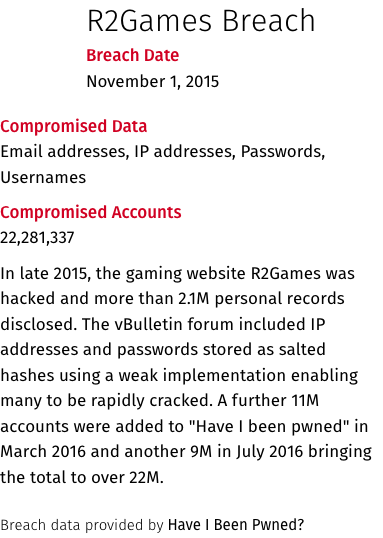 R2Games Breach
Breach Date
November 1, 2015
Compromised Data
Email addresses, IP addresses, Passwords,
Usernames
Compromised Accounts
22,281,337
In late 2015, the gaming website R2Games was
hacked and more than 2.1M personal records
disclosed. The vBulletin forum included IP
addresses and passwords stored as salted
hashes using a weak implementation enabling
many to be rapidly cracked. A further 11M
accounts were added to "Have I been pwned" in
March 2016 and another 9M in July 2016 bringing
the total to over 22M.
Breach data provided by Have I Been Pwned?